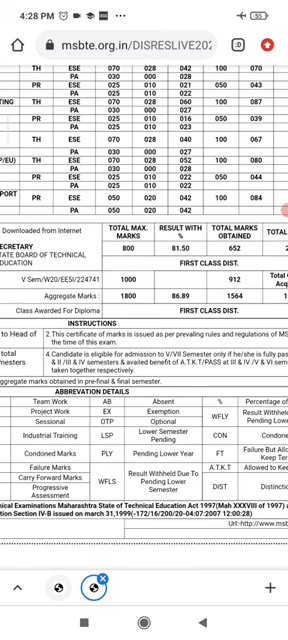 4:28 PM
55
msbte.org.in/DISRESLIVE202
:D
TH ESE 070 028 042 100 070
PA 030 000 028
PR ESE 025 010 021 050 043
PA 025 010 022
TING TH ESE 070 028 060 100 087
PA 030 000 027
PR ESE 025 010 016 050 039
PA 025 010 023
TH ESE 070 028 040 100 067
PA 030 000 027
P/EU) TH ESE 070 028 052 100 080
PA 030 000 028
PR ESE 025 010 022 050 044
PA 025 010 022
PORT PR ESE 050 020 042 100 084
PA 050 020 042
Downloaded from Internet TOTAL MAX. MARKS RESULT WITH % TOTAL MARKS OBTAINED TOTAL
ECRETARY 800 81.50 652 2
TATE BOARD OF TECHNICAL
DUCATION FIRST CLASS DIST.
V Sem/W20/EE5I/224741 1000 912 Total Acqu
Aggregate Marks : 1800 86.89 1564 1
Class Awarded For Diploma FIRST CLASS DIST.
INSTRUCTIONS
to Head of 2.This certificate of marks is issued as per prevaling rules and regulations of MS
the time of this exam.
total 4.Candidate is eligible for admission to V/VII Semester only if he/she is fully pas
semesters & II /III & IV semesters & availed benefit of A.T.K.T/PASS at III & IV /V & VI sem
taken together respectively.
aggregate marks obtained in pre-final & final semester.
ABBREVATION DETAILS
Team Work AB Absent % Percentage of
Project Work EX Exemption WFLY Result Withheld Pending Lower
Sessional OTP Optional
Industrial Training LSP Lower Semester Pending CON Condone
Condoned Marks PLY Pending Lower Year FT Failure But Allo Keep Ter
Failure Marks WFLS Result Withheld Due To Pending Lower Semester A.T.K.T Allowed to Kee
Carry Forward Marks DIST Distinctio
Progressive Assessment
nical Examinations Maharashtra State of Technical Education Act 1997(Mah XXXVIII of 1997) a
tion Section IV-B issued on march 31,1999(-172/16/200/20-04:07:2007 12:00:28)
Url:-http://www.msb